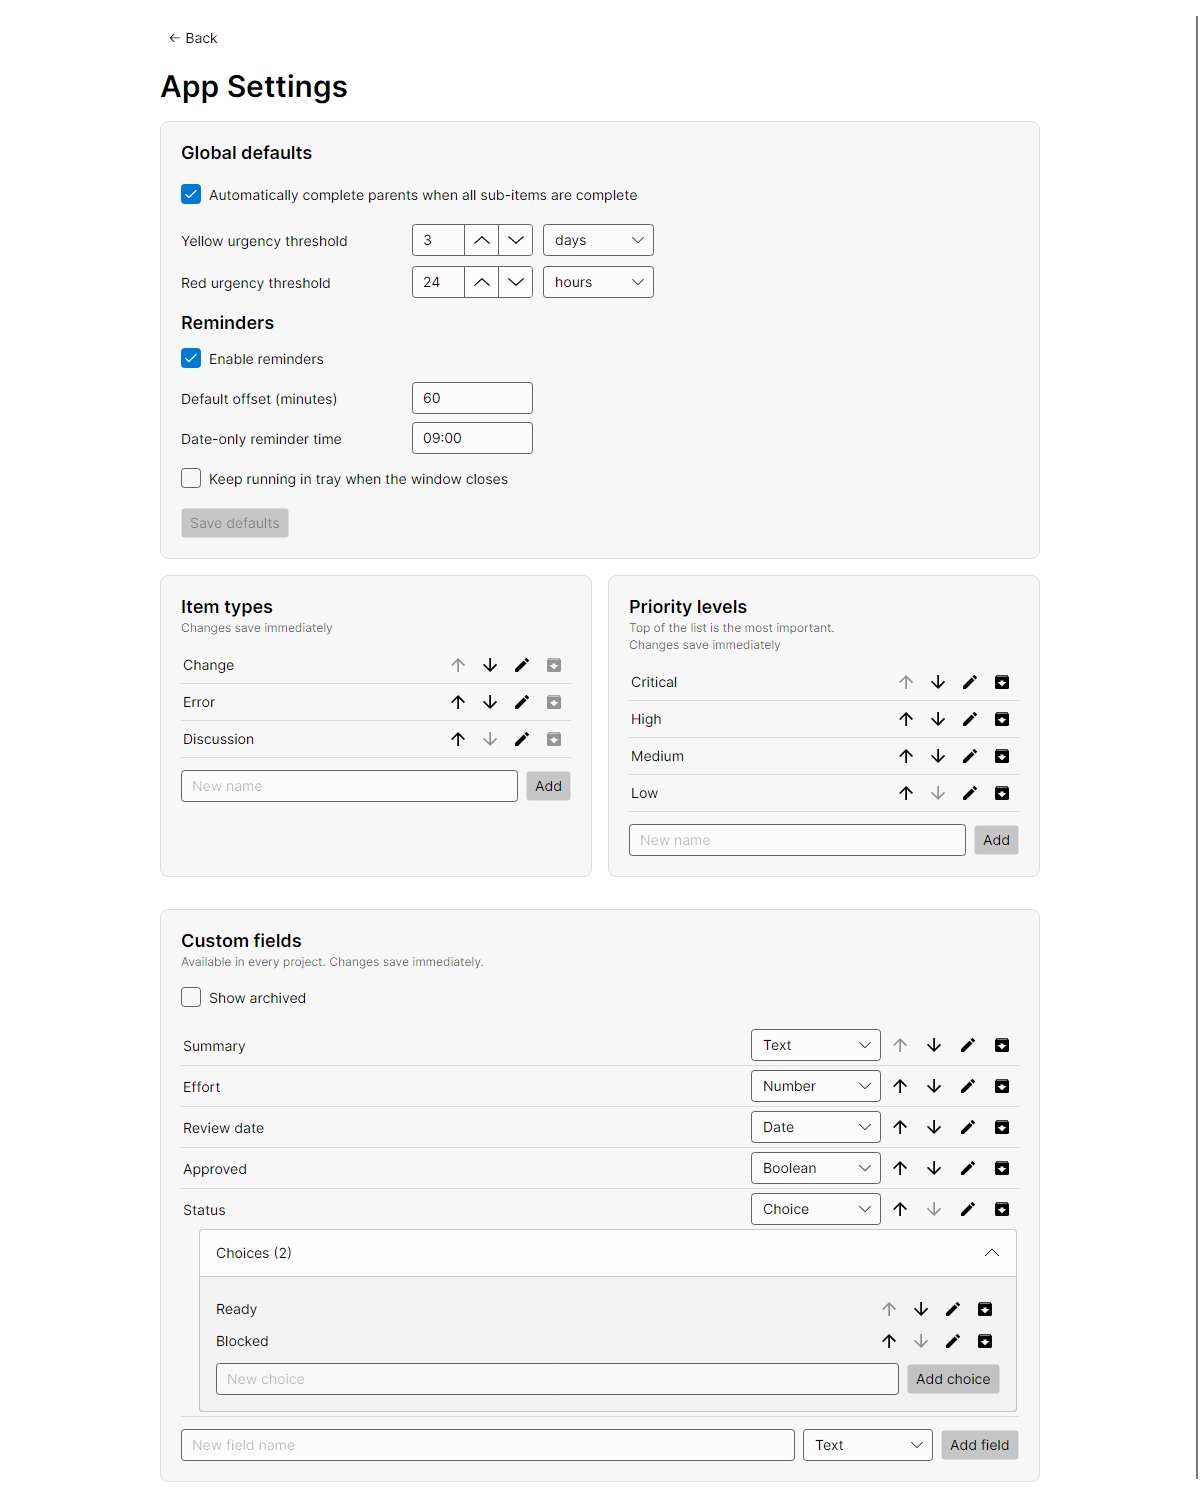 ← Back
App Settings
Global defaults
Automatically complete parents when all sub-items are complete
Yellow urgency threshold 3 days
Red urgency threshold 24 hours
Reminders
Enable reminders
Default offset (minutes) 60
Date-only reminder time 09:00
Keep running in tray when the window closes
Save defaults
Item types
Changes save immediately
Change
Error
Discussion
New name Add
Priority levels
Top of the list is the most important.
Changes save immediately
Critical
High
Medium
Low
New name Add
Custom fields
Available in every project. Changes save immediately.
Show archived
Summary Text
Effort Number
Review date Date
Approved Boolean
Status Choice
Choices (2)
Ready
Blocked
New choice Add choice
New field name Text Add field